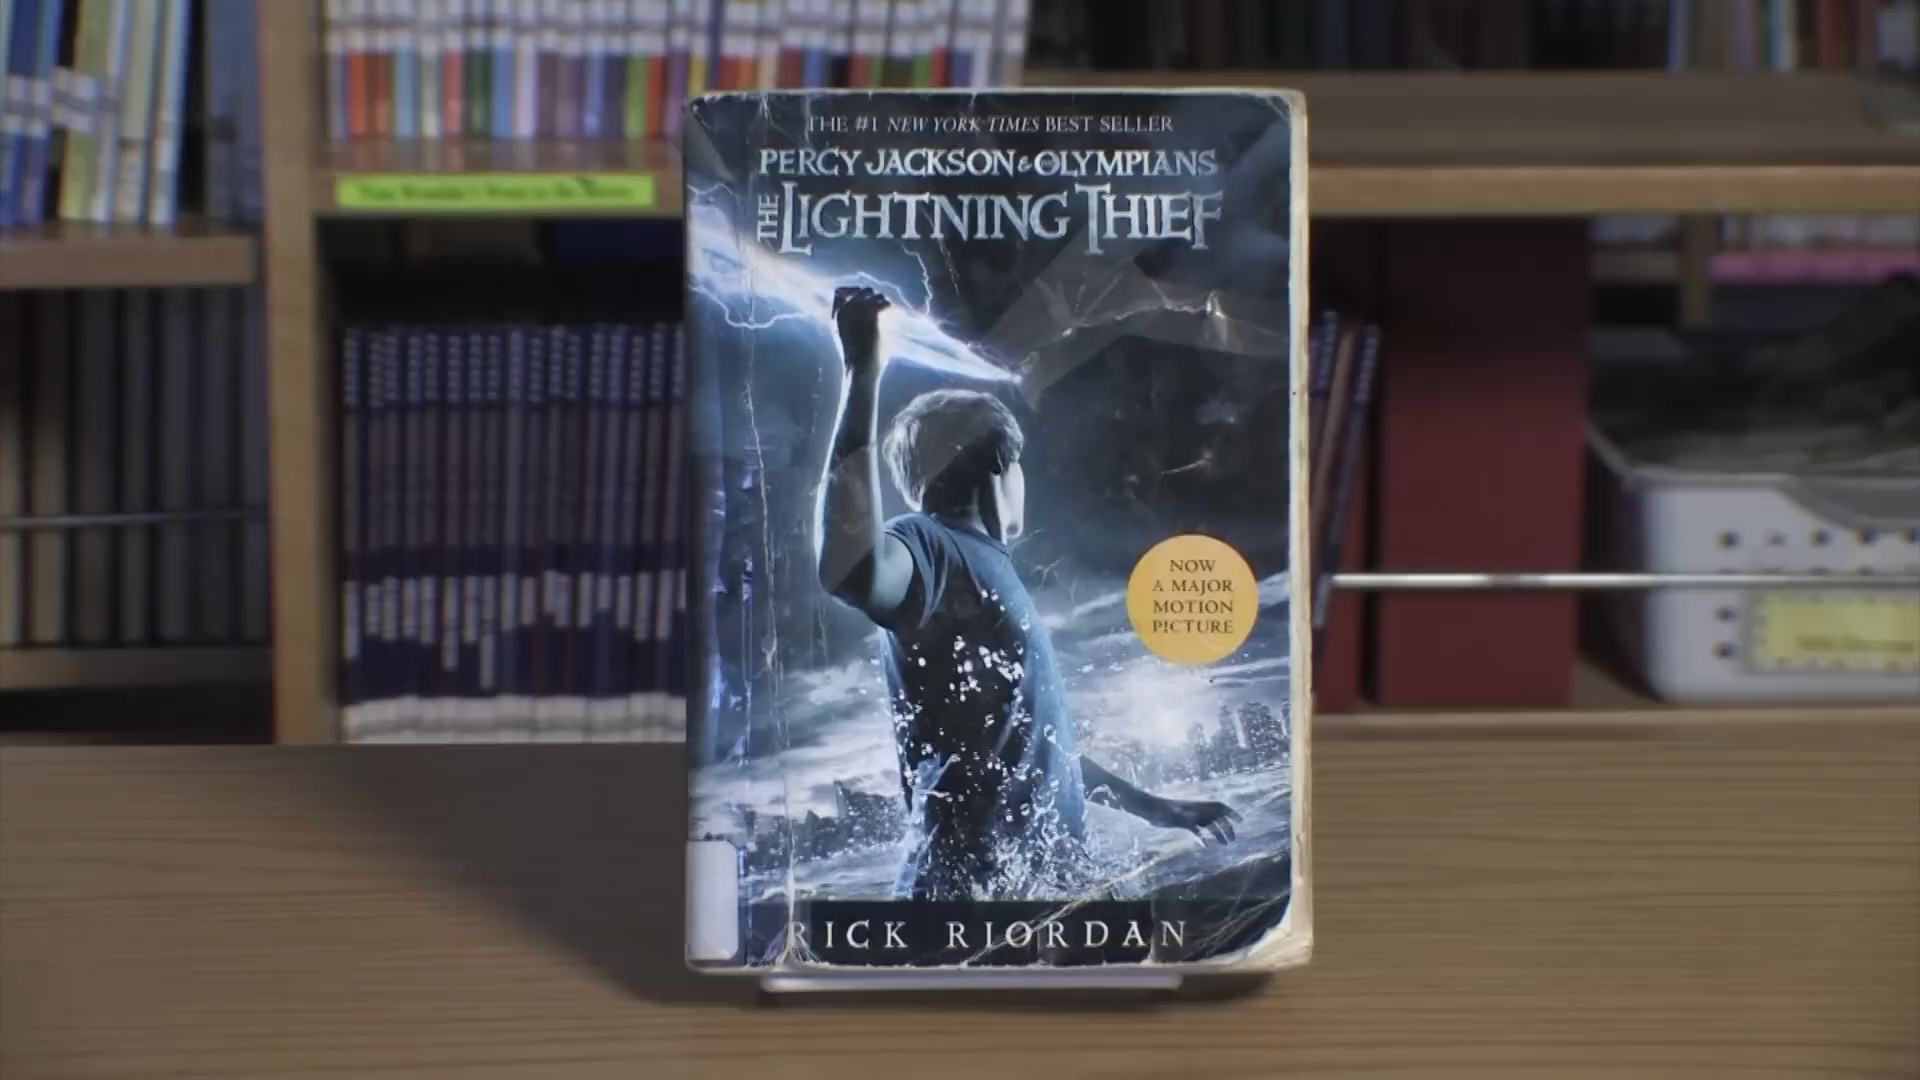 THE #1 NEW YORK TIMES BEST SELLER
PERCY JACKSON & THE OLYMPIANS
THE LIGHTNING THIEF
NOW
A MAJOR
MOTION
PICTURE
RICK RIORDAN